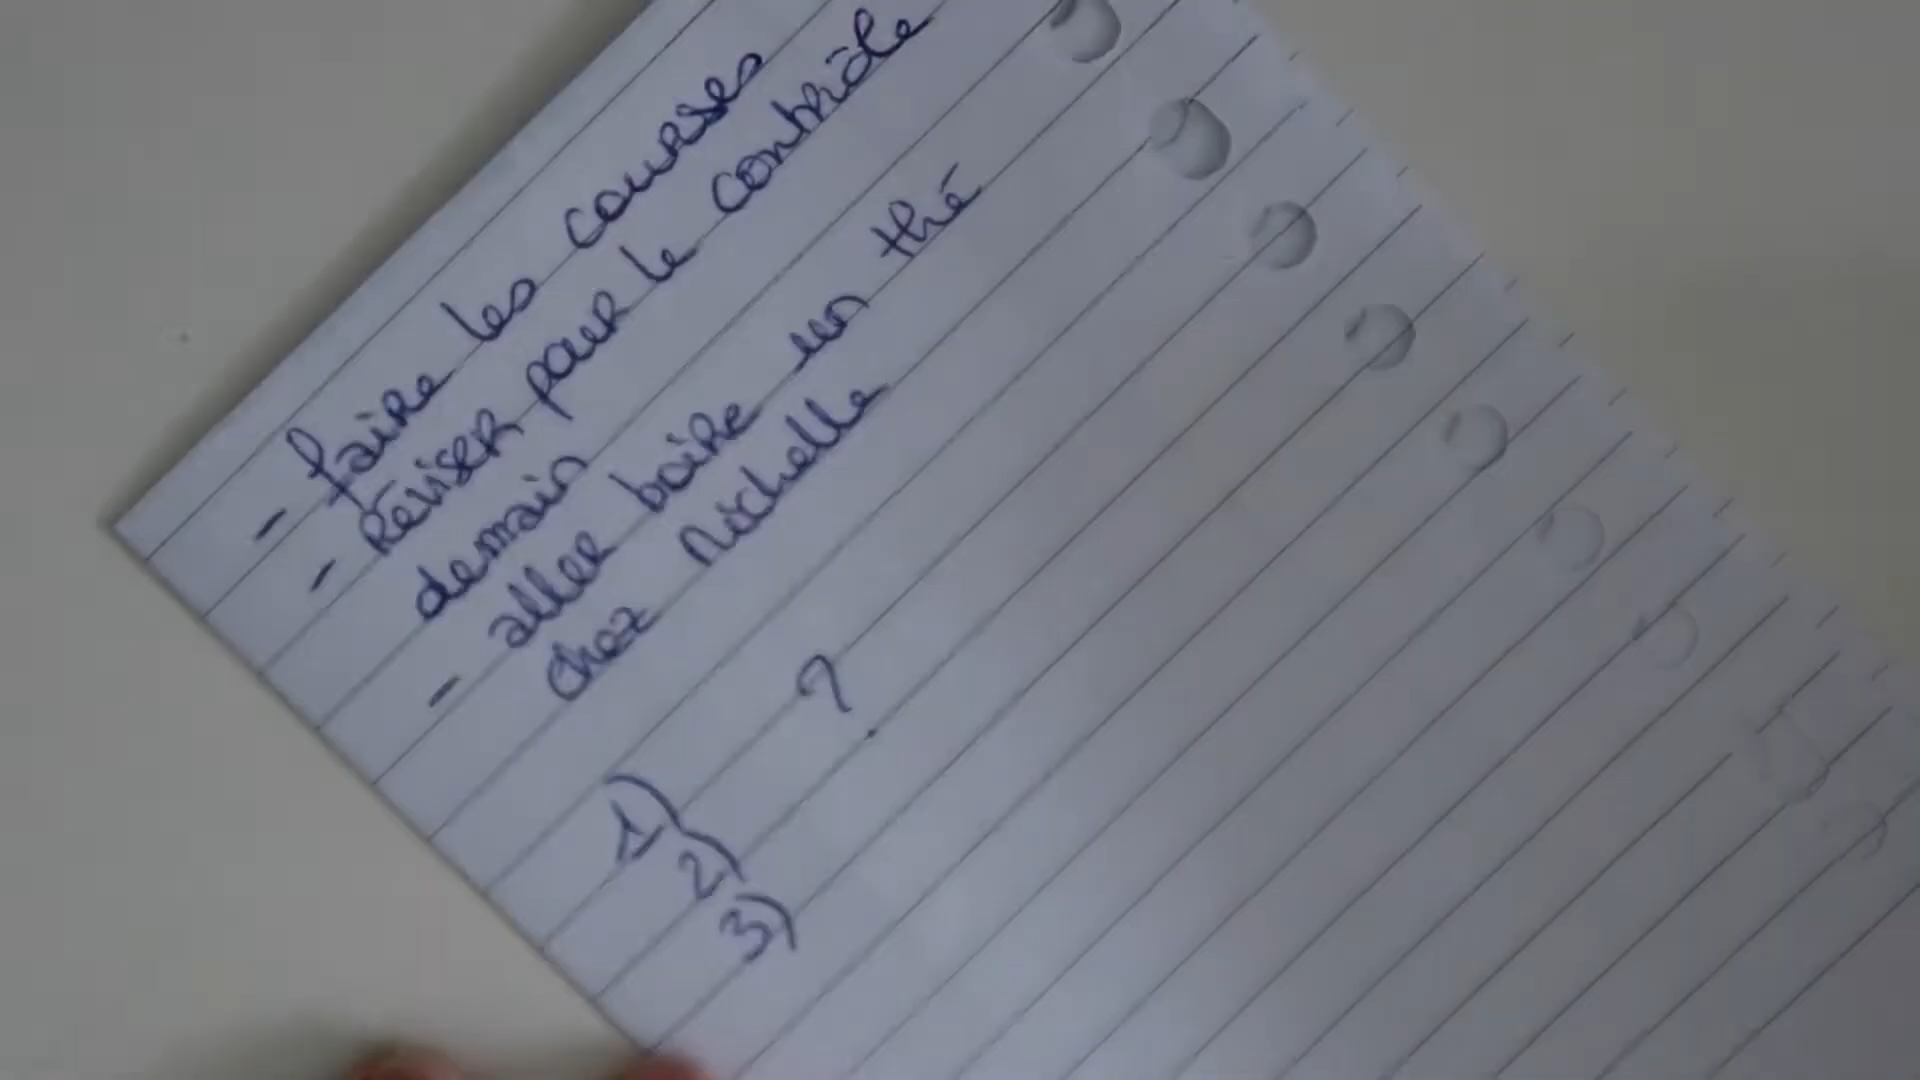 - faire les courses
- réviser pour le contrôle
demain
- aller boire un thé
chez Michelle
?
1)
2)
3)